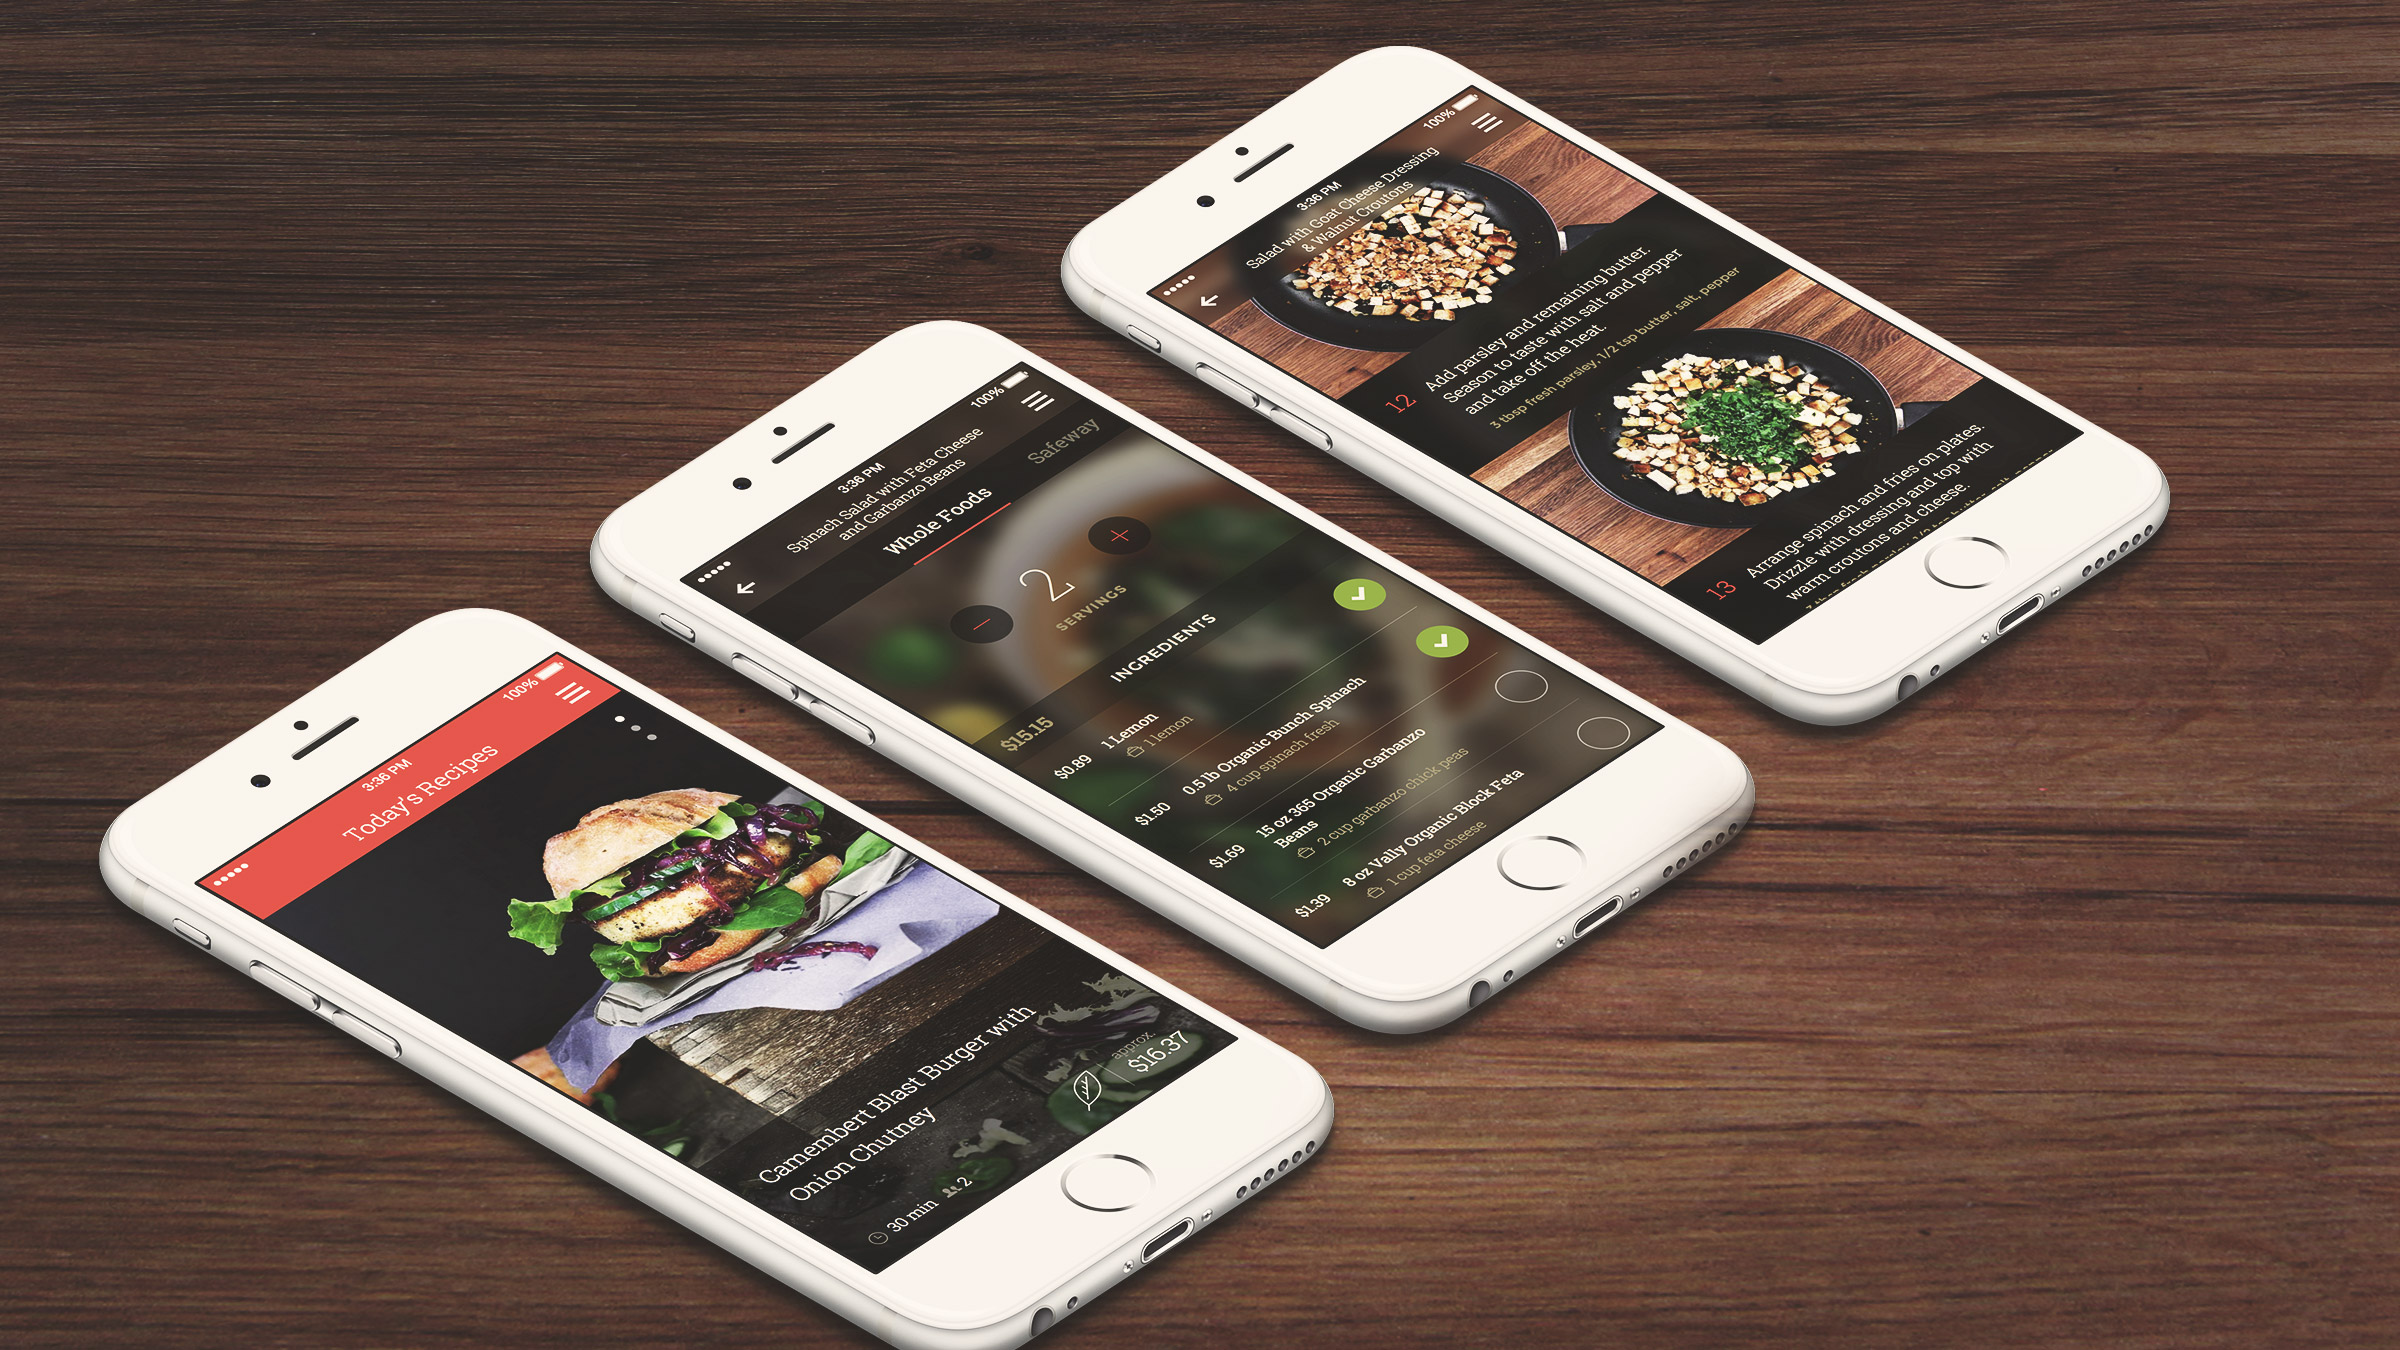 100%
3:36 PM
Today's Recipes
Camembert Blast Burger with
Onion Chutney
30 min
2
approx.
$16.37
100%
3:36 PM
Spinach Salad with Feta Cheese
and Garbanzo Beans
Whole Foods
Safeway
2
SERVINGS
INGREDIENTS
$15.15
$0.89
1 Lemon
1 lemon
$1.50
0.5 lb Organic Bunch Spinach
4 cup spinach fresh
$1.69
15 oz 365 Organic Garbanzo
Beans
2 cup garbanzo chick peas
$1.39
8 oz Vally Organic Block Feta
1 cup feta cheese
100%
3:36 PM
Salad with Goat Cheese Dressing
& Walnut Croutons
12
Add parsley and remaining butter.
Season to taste with salt and pepper
and take off the heat.
3 tbsp fresh parsley, 1/2 tsp butter, salt, pepper
13
Arrange spinach and fries on plates.
Drizzle with dressing and top with
warm croutons and cheese.